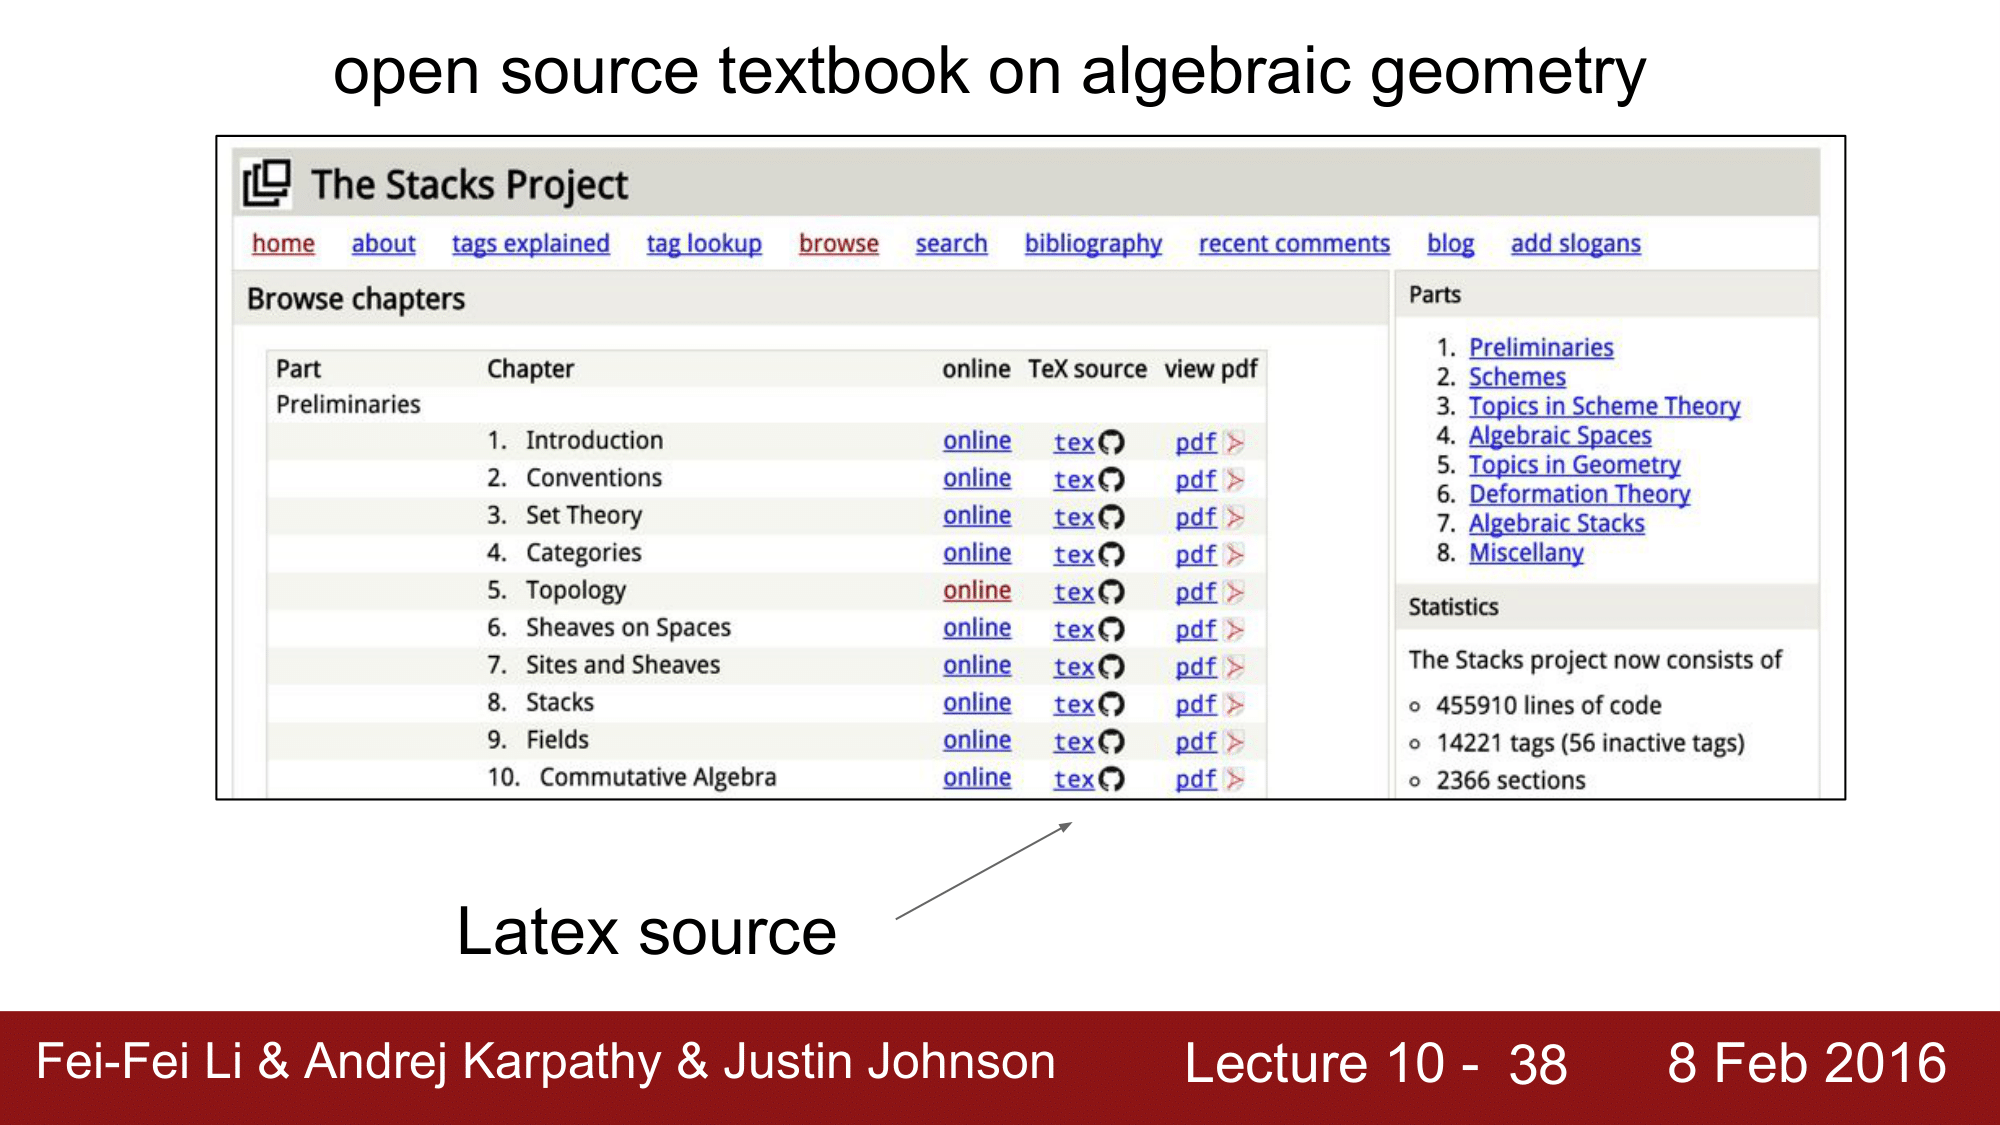 open source textbook on algebraic geometry
The Stacks Project
home about tags explained tag lookup browse search bibliography recent comments blog add slogans
Browse chapters
Part Chapter online TeX source view pdf
Preliminaries
1. Introduction online tex pdf
2. Conventions online tex pdf
3. Set Theory online tex pdf
4. Categories online tex pdf
5. Topology online tex pdf
6. Sheaves on Spaces online tex pdf
7. Sites and Sheaves online tex pdf
8. Stacks online tex pdf
9. Fields online tex pdf
10. Commutative Algebra online tex pdf
Parts
1. Preliminaries
2. Schemes
3. Topics in Scheme Theory
4. Algebraic Spaces
5. Topics in Geometry
6. Deformation Theory
7. Algebraic Stacks
8. Miscellany
Statistics
The Stacks project now consists of
455910 lines of code
14221 tags (56 inactive tags)
2366 sections
Latex source
Fei-Fei Li & Andrej Karpathy & Justin Johnson Lecture 10 - 38 8 Feb 2016